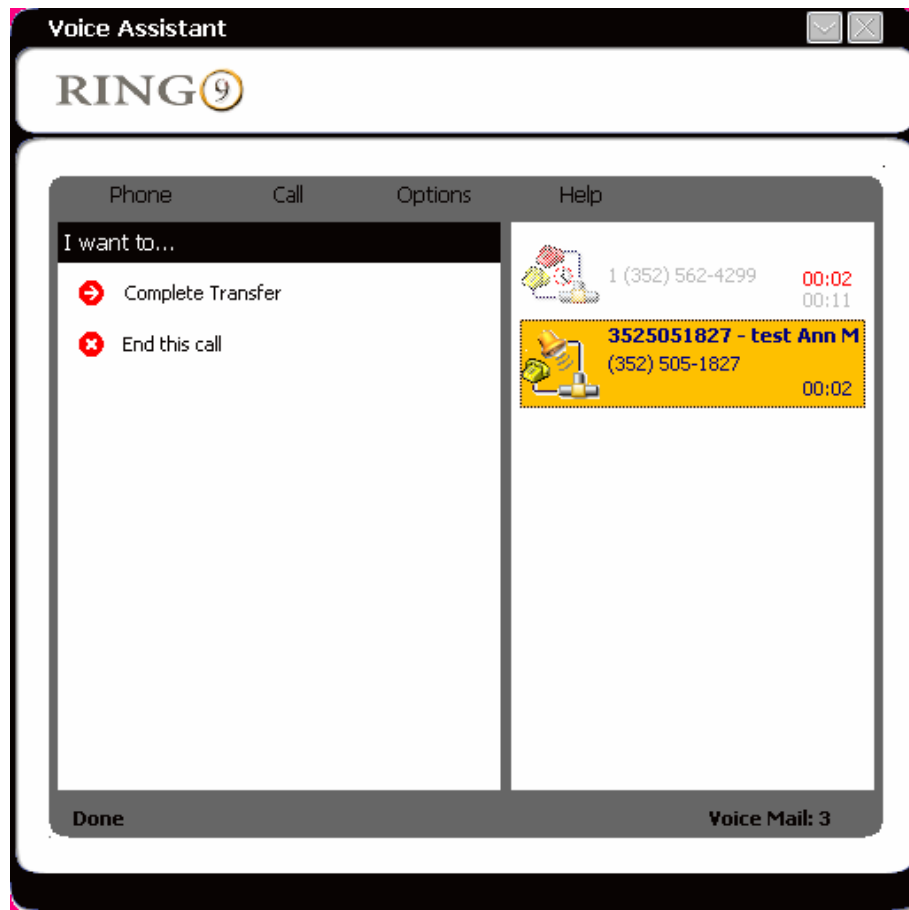 Voice Assistant
RING9
Phone Call Options Help
I want to...
Complete Transfer
End this call
1 (352) 562-4299 00:02
00:11
3525051827 - test Ann M
(352) 505-1827
00:02
Done Voice Mail: 3